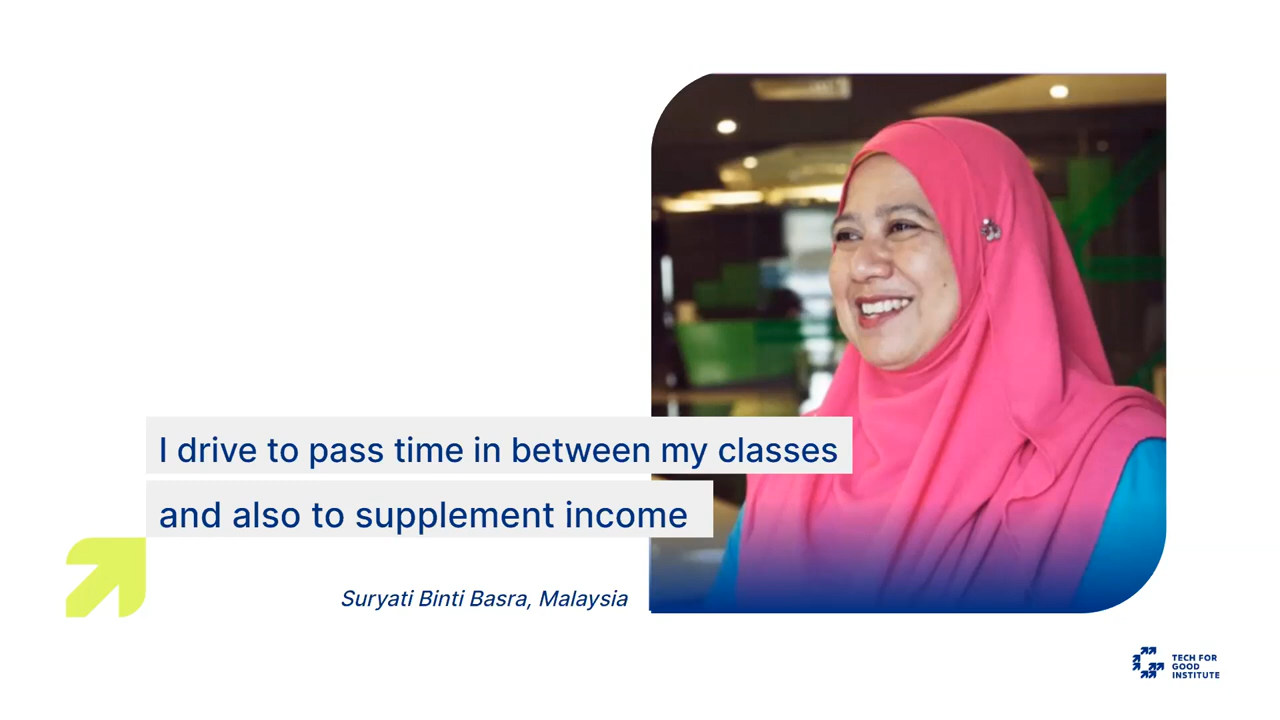 I drive to pass time in between my classes
and also to supplement income
Suryati Binti Basra, Malaysia
TECH FOR
GOOD
INSTITUTE